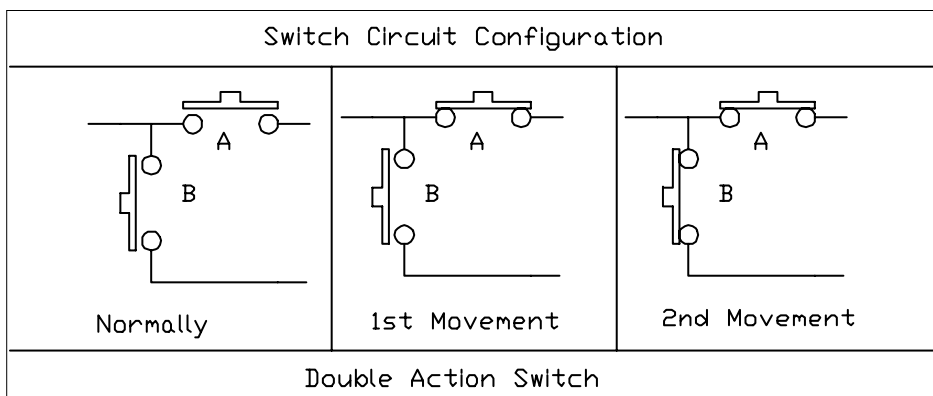 Switch Circuit Configuration
A
B
Normally
A
B
1st Movement
A
B
2nd Movement
Double Action Switch